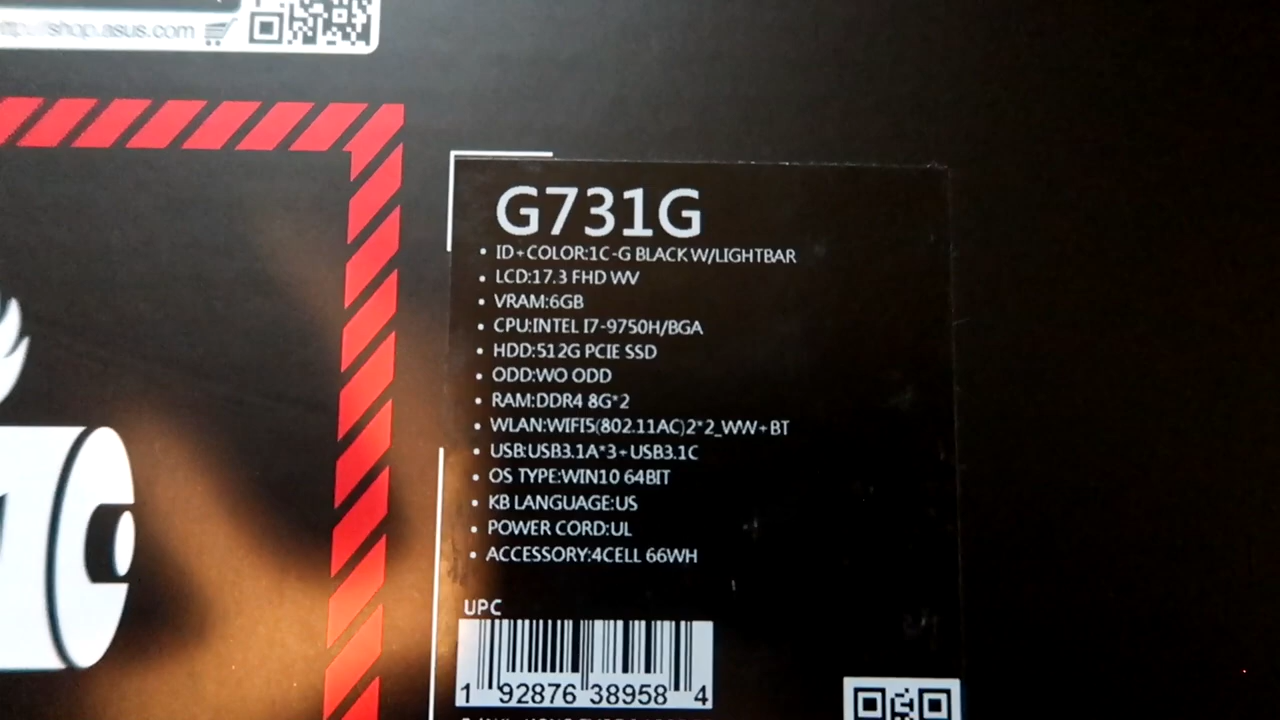 http://shop.asus.com
G731G
• ID+COLOR:1C-G BLACK W/LIGHTBAR
• LCD:17.3 FHD WV
• VRAM:6GB
• CPU:INTEL I7-9750H/BGA
• HDD:512G PCIE SSD
• ODD:WO ODD
• RAM:DDR4 8G*2
• WLAN:WIFI5(802.11AC)2*2_WW+BT
• USB:USB3.1A*3+USB3.1C
• OS TYPE:WIN10 64BIT
• KB LANGUAGE:US
• POWER CORD:UL
• ACCESSORY:4CELL 66WH
UPC
1 92876 38958 4